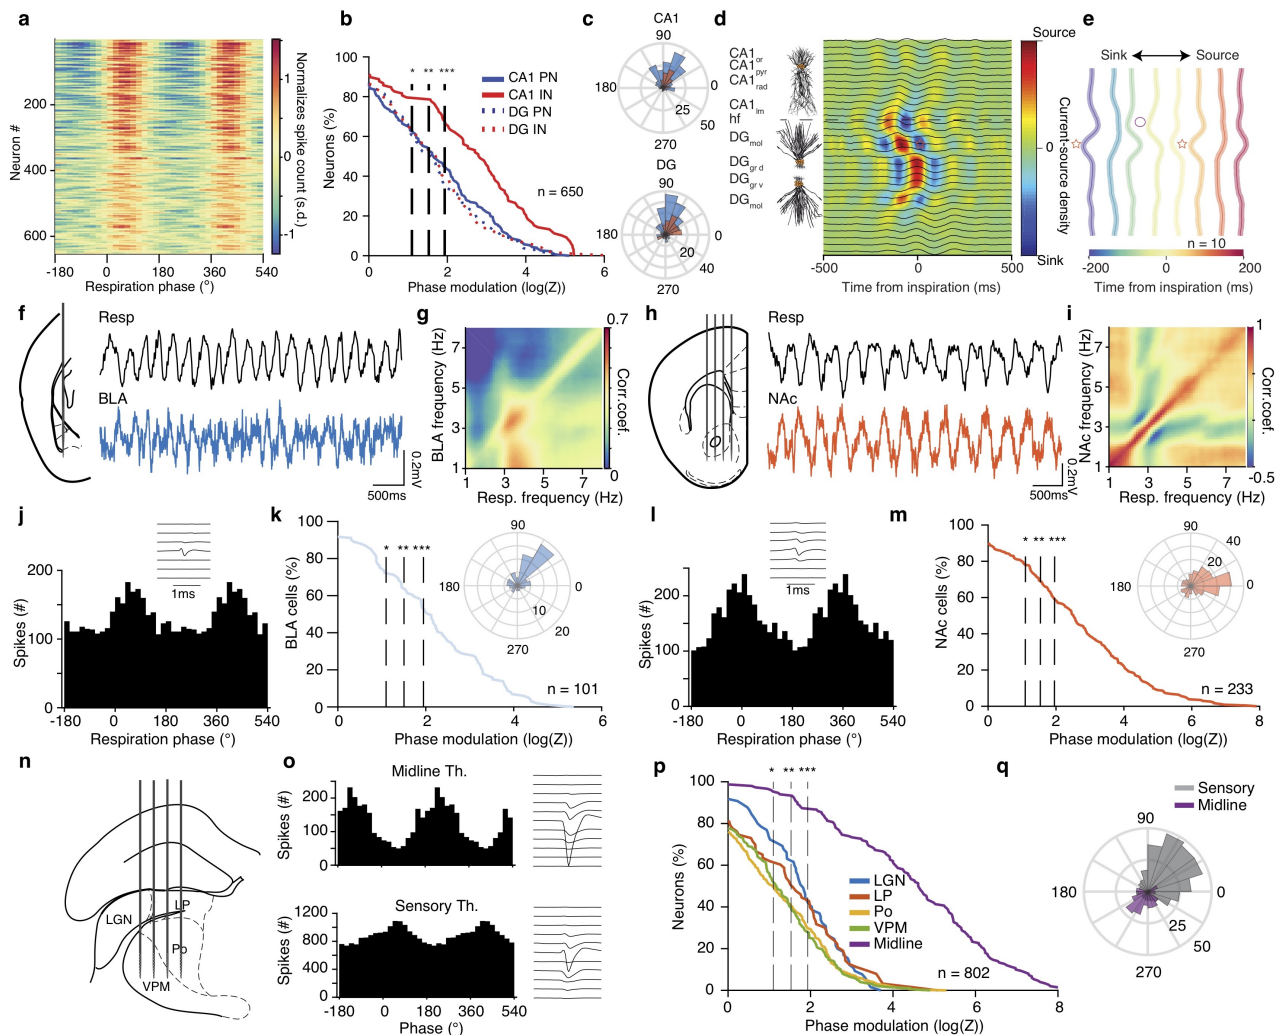 a
Neuron #
200
400
600
-180 0 180 360 540
Respiration phase (°)
1
0
-1
Normalizes spike count (s.d.)
b
Neurons (%)
100
80
60
40
20
0
* ** ***
CA1 PN
CA1 IN
DG PN
DG IN
n = 650
0 2 4 6
Phase modulation (log(Z))
c
CA1
90
180
0
25
50
270
DG
90
180
0
20
40
270
d
CA1or
CA1pyr
CA1rad
CA1lm
hf
DGmol
DGgr d
DGgr v
DGmol
-500 0 500
Time from inspiration (ms)
Source
0
Sink
Current-source density
e
Sink Source
n = 10
-200 0 200
Time from inspiration (ms)
f
Resp
BLA
0.2mV
500ms
g
BLA frequency (Hz)
7
5
3
1
1 3 5 7
Resp. frequency (Hz)
0.7
0
Corr.coef.
h
Resp
NAc
0.2mV
500ms
i
NAc frequency (Hz)
7
5
3
1
1 3 5 7
Resp. frequency (Hz)
1
-0.5
Corr.coef.
j
1ms
Spikes (#)
200
100
0
-180 0 180 360 540
Respiration phase (°)
k
BLA cells (%)
100
80
60
40
20
0
* ** ***
90
180
0
10
20
270
n = 101
0 2 4 6
Phase modulation (log(Z))
l
1ms
Spikes (#)
200
100
0
-180 0 180 360 540
Respiration phase (°)
m
NAc cells (%)
100
80
60
40
20
0
* ** ***
90
40
20
180
0
270
n = 233
0 2 4 6 8
Phase modulation (log(Z))
n
LGN
LP
Po
VPM
o
Midline Th.
Spikes (#)
200
100
0
Sensory Th.
Spikes (#)
1200
800
400
0
-180 0 180 360 540
Phase (°)
p
Neurons (%)
100
80
60
40
20
0
* ** ***
LGN
LP
Po
VPM
Midline
n = 802
0 2 4 6 8
Phase modulation (log(Z))
q
Sensory
Midline
90
180
0
25
50
270